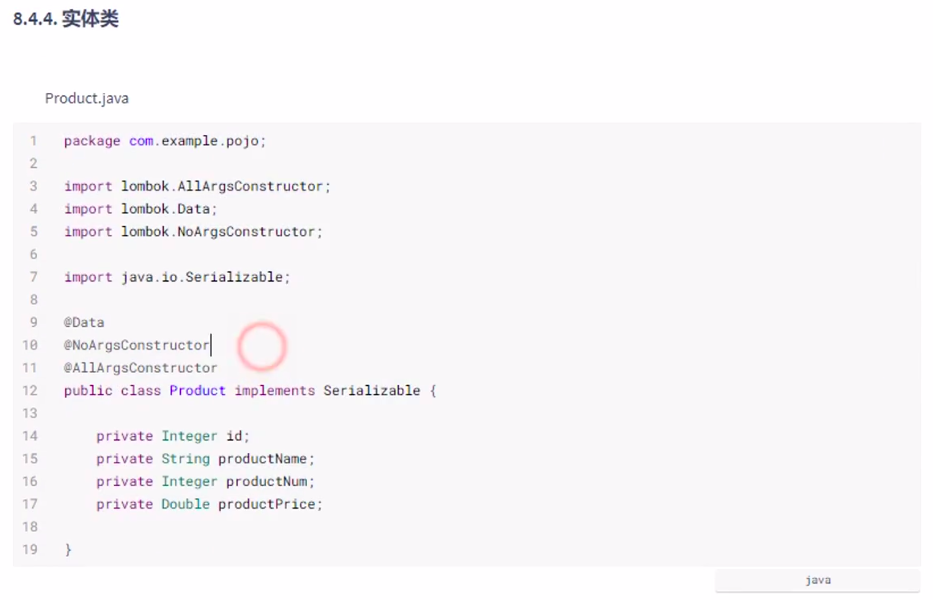 8.4.4. 实体类
Product.java
1 package com.example.pojo;
2
3 import lombok.AllArgsConstructor;
4 import lombok.Data;
5 import lombok.NoArgsConstructor;
6
7 import java.io.Serializable;
8
9 @Data
10 @NoArgsConstructor
11 @AllArgsConstructor
12 public class Product implements Serializable {
13
14 private Integer id;
15 private String productName;
16 private Integer productNum;
17 private Double productPrice;
18
19 }
java